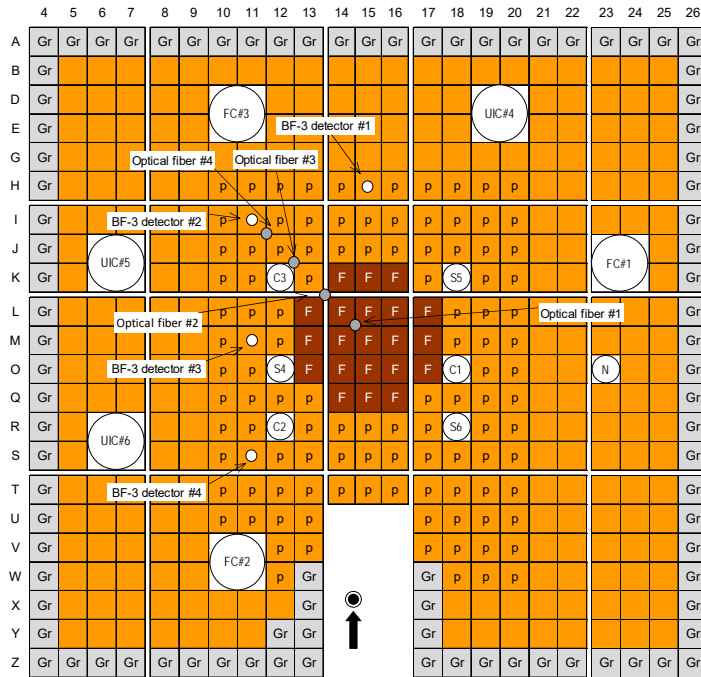 4 5 6 7 8 9 10 11 12 13 14 15 16 17 18 19 20 21 22 23 24 25 26
A Gr Gr Gr Gr Gr Gr Gr Gr Gr Gr Gr Gr Gr Gr Gr Gr Gr Gr Gr Gr Gr Gr Gr
B Gr Gr
D Gr Gr
FC#3 UIC#4
E Gr Gr
BF-3 detector #1
G Gr Gr
Optical fiber #4 Optical fiber #3
H Gr p p p p p p p p p p Gr
I Gr p p p p p p p p p p Gr
BF-3 detector #2
J Gr p p p p p p p p p p p Gr
UIC#5 FC#1
K Gr p p C3 p F F F p S5 p p Gr
L Gr p p p F F F F F p p p Gr
Optical fiber #2 Optical fiber #1
M Gr p p F F F F F p p p Gr
BF-3 detector #3
O Gr p p S4 F F F F F C1 p p N Gr
Q Gr p p p p F F F p p p p Gr
R Gr p p C2 p p p p p S6 p p Gr
UIC#6
S Gr p p p p p p p p p p Gr
BF-3 detector #4
T Gr p p p p p p p p p p p Gr
U Gr p p p p p p p p Gr
V Gr p p p p p p Gr
FC#2
W Gr p Gr Gr p p p Gr
X Gr Gr Gr Gr
Y Gr Gr Gr Gr Gr
Z Gr Gr Gr Gr Gr Gr Gr Gr Gr Gr Gr Gr Gr Gr Gr Gr Gr Gr Gr Gr